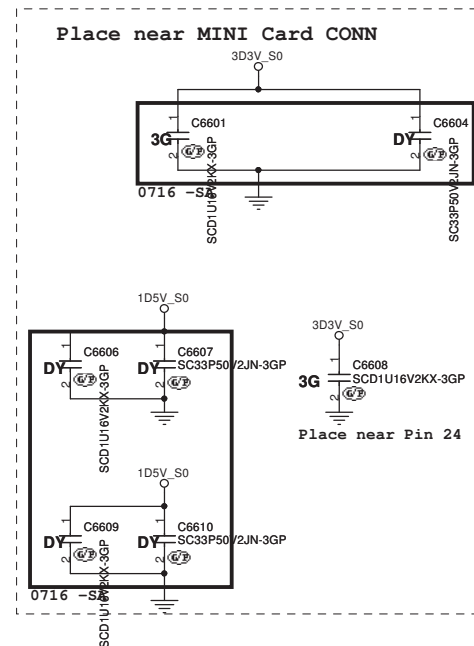 Place near MINI Card CONN
3D3V_S0
1
C6601
3G
G/P
2
SCD1U16V2KX-3GP
1
C6604
DY
G/P
2
SC33P50V2JN-3GP
0716 -SA
1D5V_S0
1
C6606
DY
G/P
2
SCD1U16V2KX-3GP
1
C6607
SC33P50V2JN-3GP
DY
G/P
2
3D3V_S0
1
C6608
SCD1U16V2KX-3GP
3G
G/P
2
Place near Pin 24
1D5V_S0
1
C6609
DY
G/P
2
SCD1U16V2KX-3GP
1
C6610
SC33P50V2JN-3GP
DY
G/P
2
0716 -SA